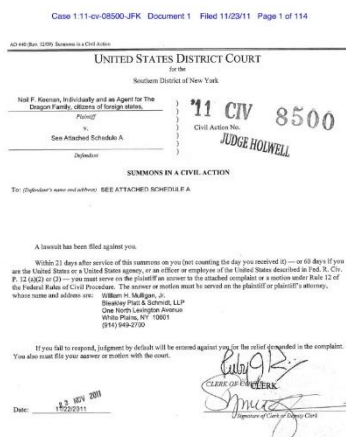 Case 1:11-cv-08500-JFK Document 1 Filed 11/23/11 Page 1 of 114
AO 440 (Rev. 12/09) Summons in a Civil Action
UNITED STATES DISTRICT COURT
for the
Southern District of New York
Neil F. Keenan, Individually and as Agent for The
Dragon Family, citizens of foreign states,
Plaintiff
v.
See Attached Schedule A
Defendant
'11 CIV 8500
Civil Action No.
JUDGE HOLWELL
SUMMONS IN A CIVIL ACTION
To: (Defendant's name and address) SEE ATTACHED SCHEDULE A
A lawsuit has been filed against you.
Within 21 days after service of this summons on you (not counting the day you received it) — or 60 days if you
are the United States or a United States agency, or an officer or employee of the United States described in Fed. R. Civ.
P. 12 (a)(2) or (3) — you must serve on the plaintiff an answer to the attached complaint or a motion under Rule 12 of
the Federal Rules of Civil Procedure. The answer or motion must be served on the plaintiff or plaintiff's attorney,
whose name and address are: William H. Mulligan, Jr.
Bleakley Platt & Schmidt, LLP
One North Lexington Avenue
White Plains, NY 10601
(914) 949-2700
If you fail to respond, judgment by default will be entered against you for the relief demanded in the complaint.
You also must file your answer or motion with the court.
CLERK OF COURT
CLERK
23 NOV 2011
Date: 11/22/2011
Signature of Clerk or Deputy Clerk